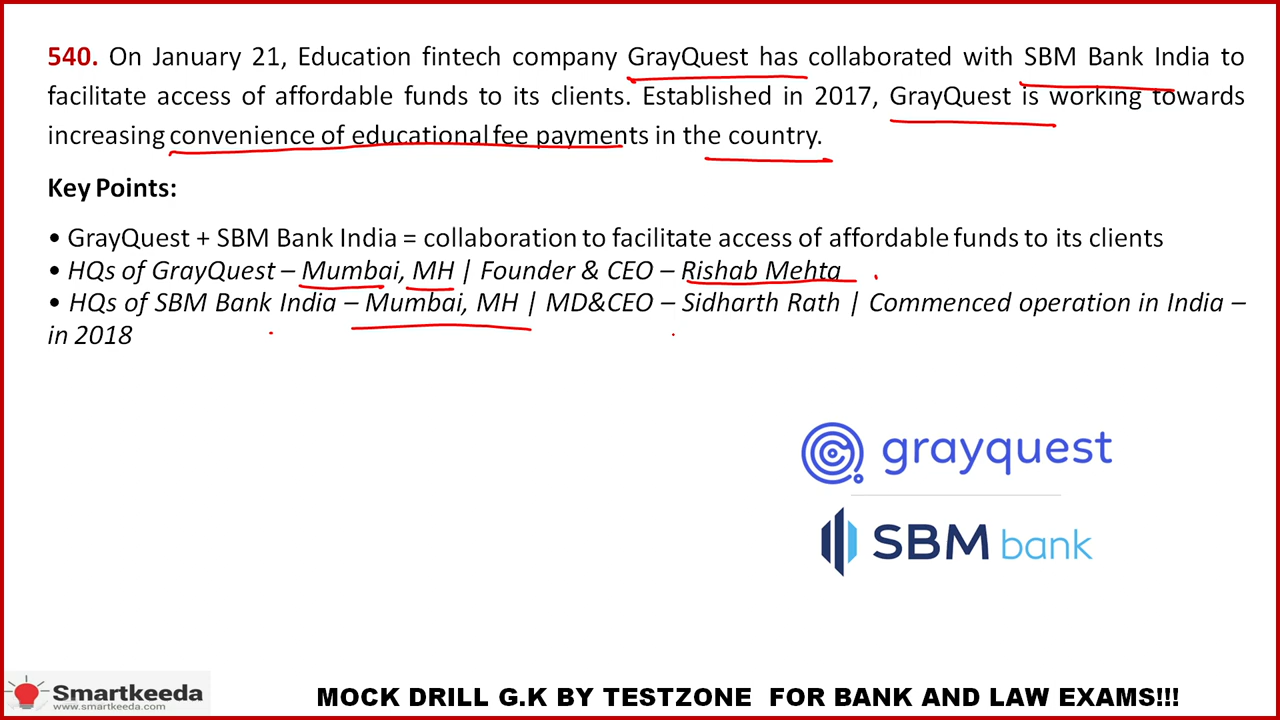 540. On January 21, Education fintech company GrayQuest has collaborated with SBM Bank India to
facilitate access of affordable funds to its clients. Established in 2017, GrayQuest is working towards
increasing convenience of educational fee payments in the country.
Key Points:
• GrayQuest + SBM Bank India = collaboration to facilitate access of affordable funds to its clients
• HQs of GrayQuest – Mumbai, MH | Founder & CEO – Rishab Mehta
• HQs of SBM Bank India – Mumbai, MH | MD&CEO – Sidharth Rath | Commenced operation in India –
in 2018
grayquest
SBM bank
Smartkeeda
www.smartkeeda.com
MOCK DRILL G.K BY TESTZONE FOR BANK AND LAW EXAMS!!!